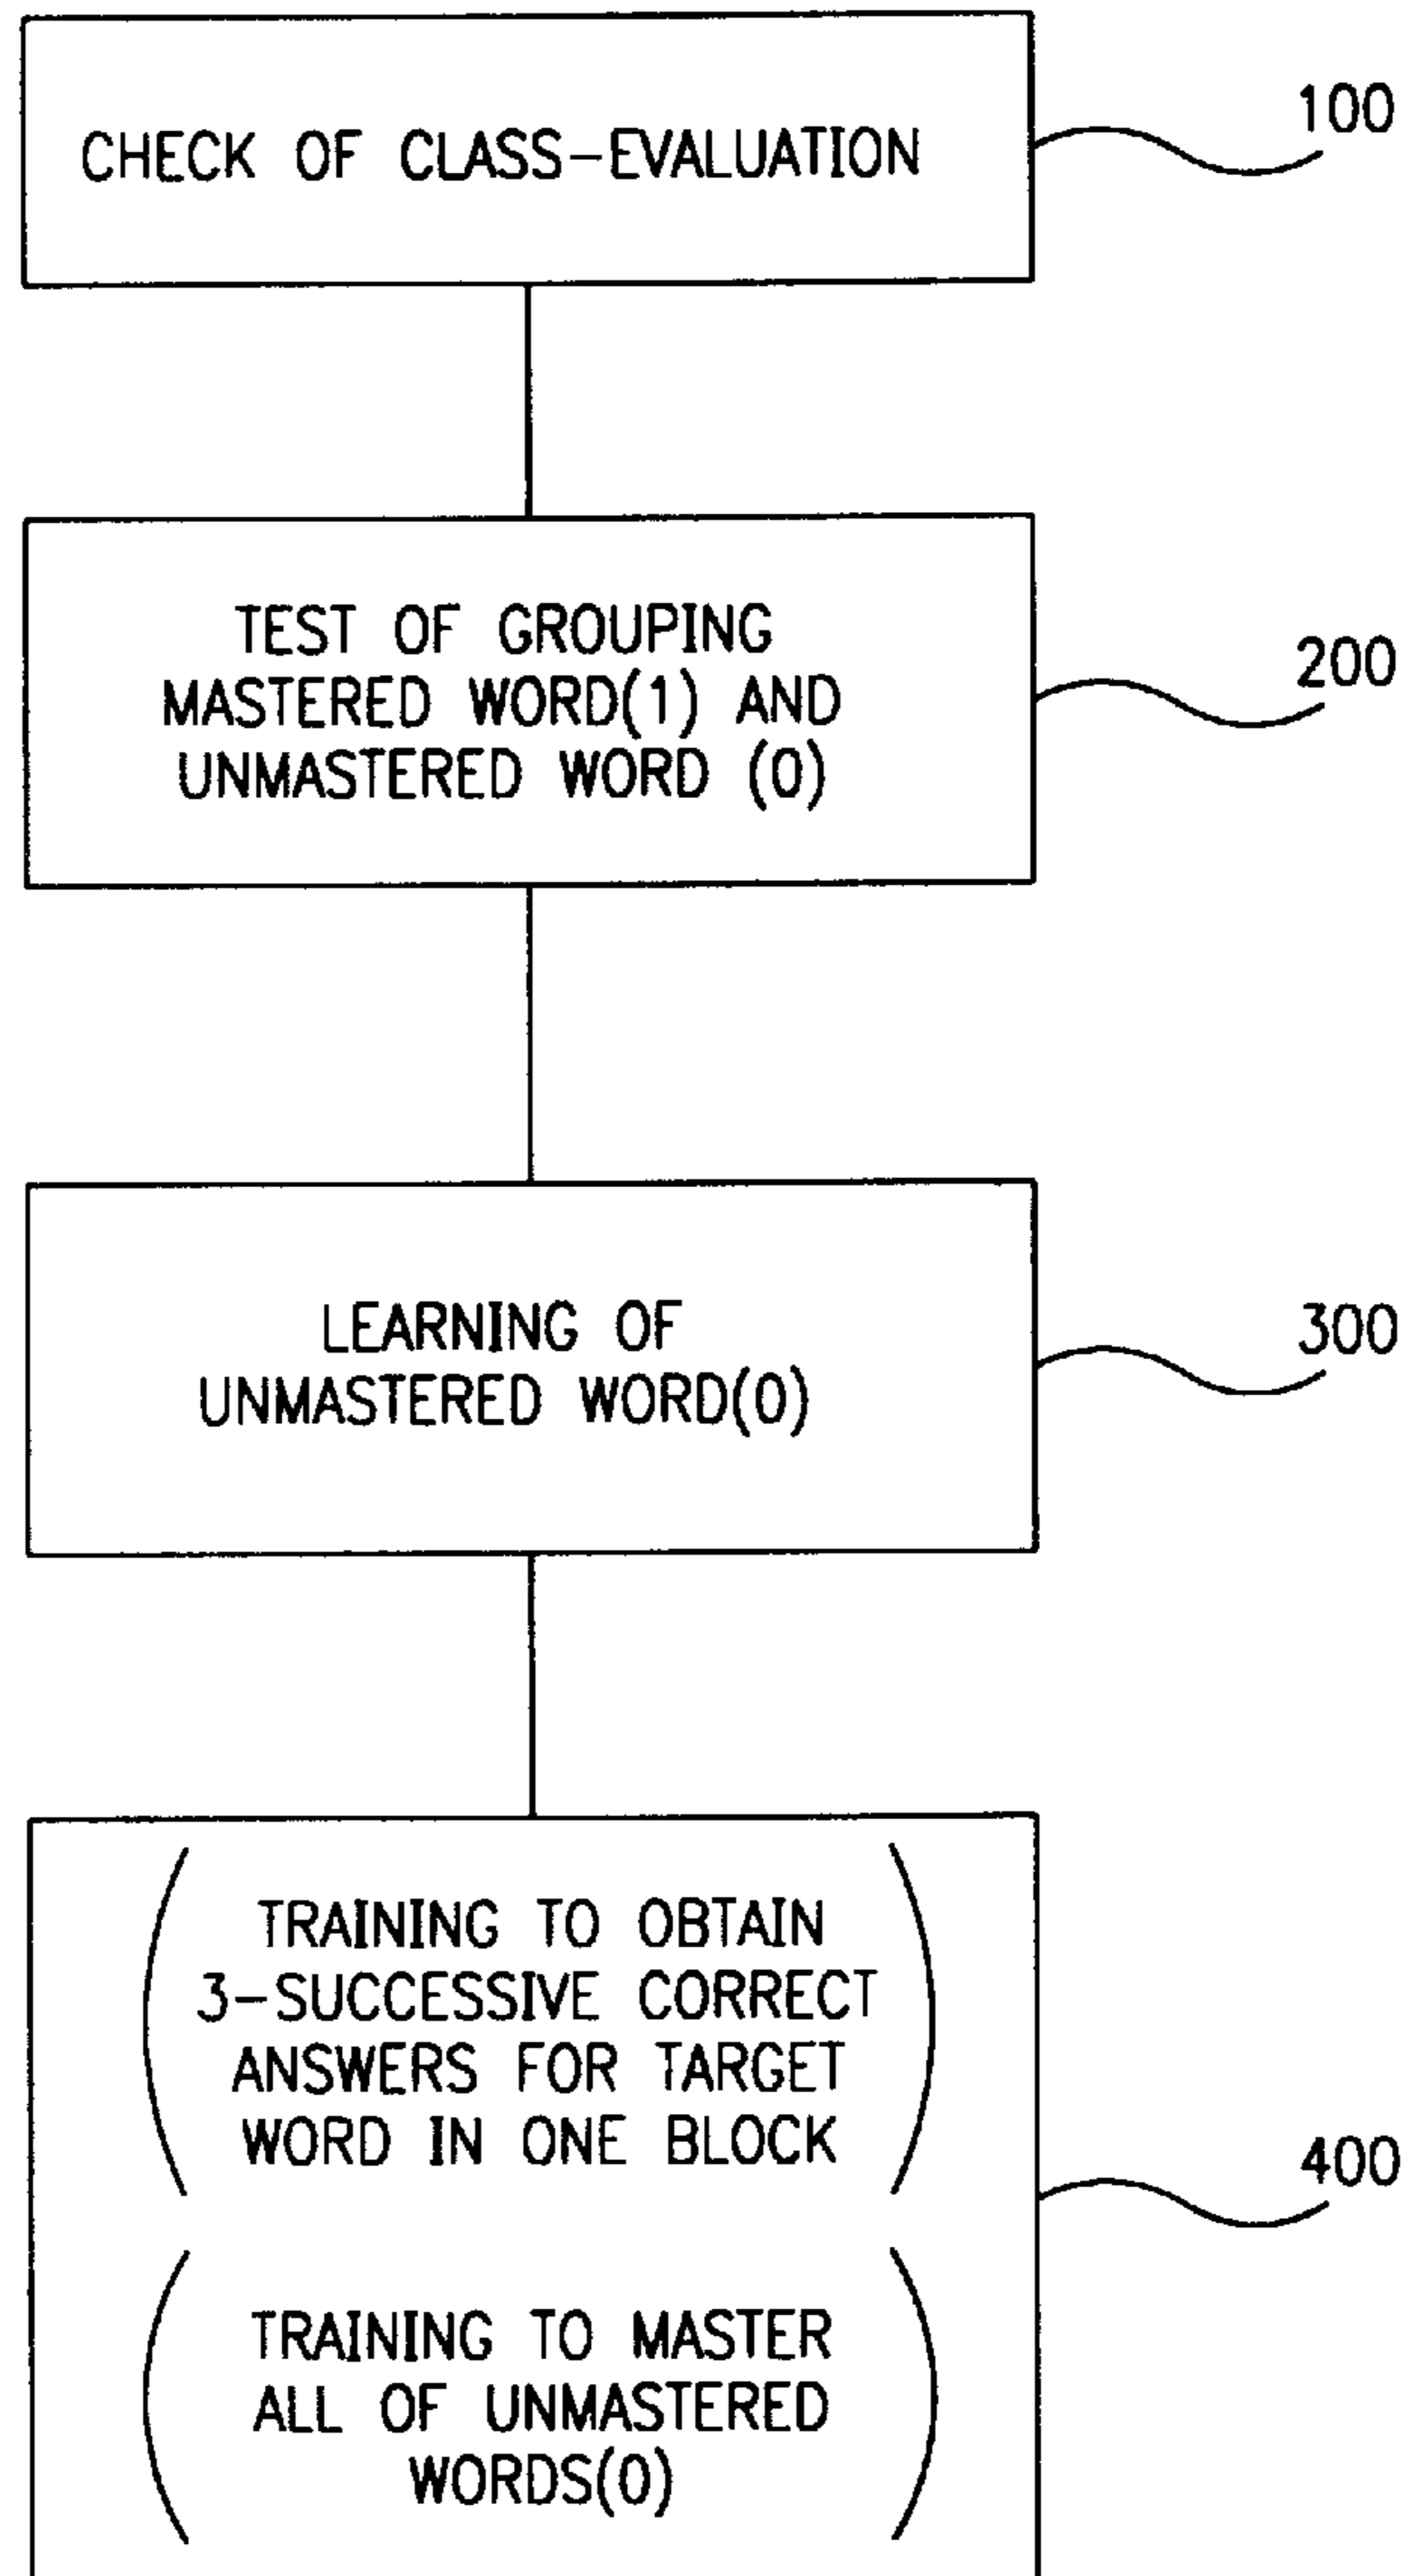 CHECK OF CLASS-EVALUATION
100
TEST OF GROUPING
MASTERED WORD(1) AND
UNMASTERED WORD (0)
200
LEARNING OF
UNMASTERED WORD(0)
300
TRAINING TO OBTAIN
3-SUCCESSIVE CORRECT
ANSWERS FOR TARGET
WORD IN ONE BLOCK
400
TRAINING TO MASTER
ALL OF UNMASTERED
WORDS(0)